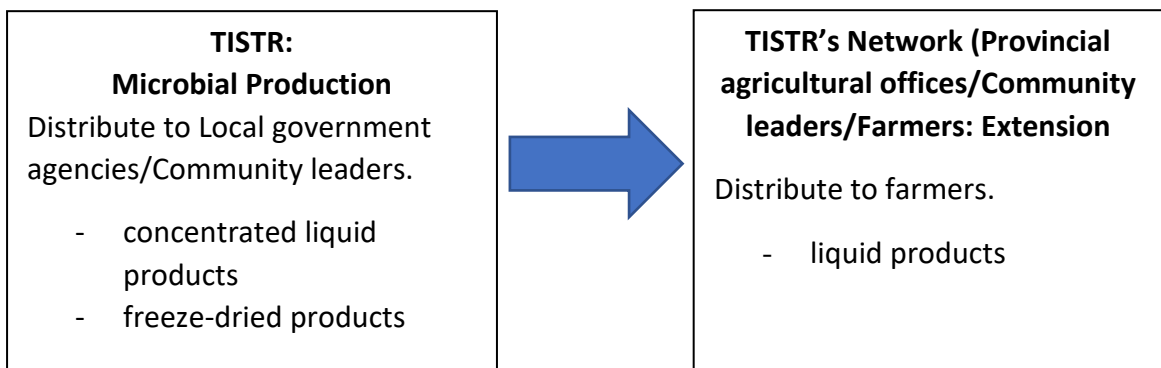 TISTR:
Microbial Production
Distribute to Local government
agencies/Community leaders.
- concentrated liquid
products
- freeze-dried products
TISTR’s Network (Provincial
agricultural offices/Community
leaders/Farmers: Extension
Distribute to farmers.
- liquid products